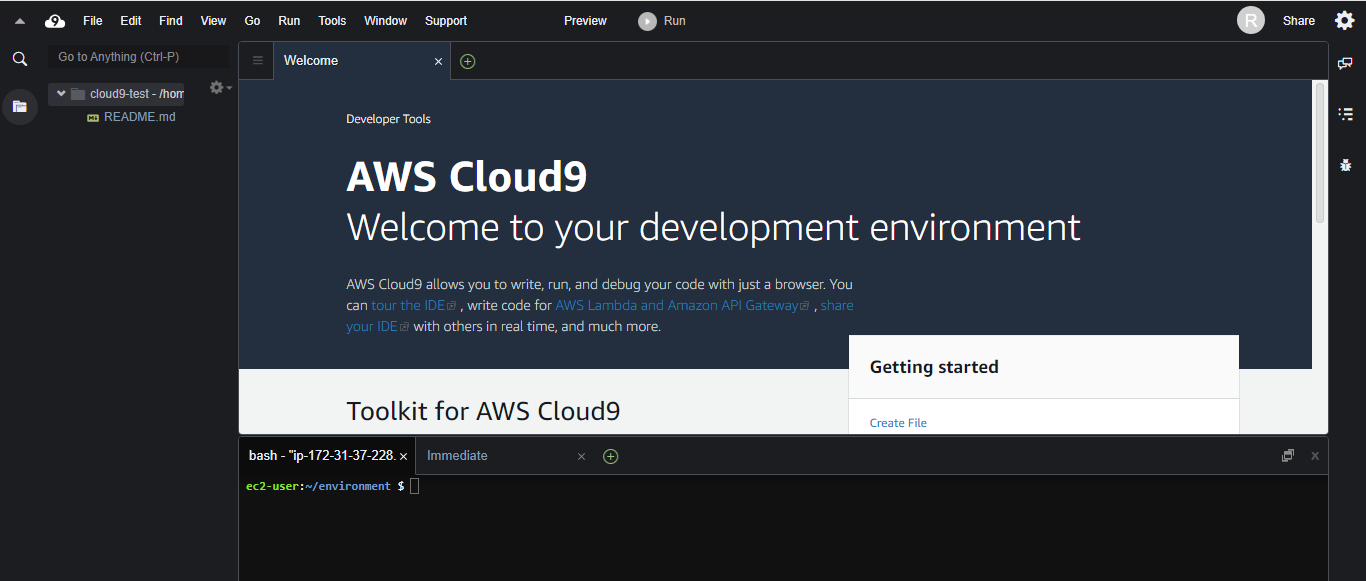 9 File Edit Find View Go Run Tools Window Support Preview Run R Share
Go to Anything (Ctrl-P)
cloud9-test - /hom
README.md
Welcome
Developer Tools
AWS Cloud9
Welcome to your development environment
AWS Cloud9 allows you to write, run, and debug your code with just a browser. You
can tour the IDE , write code for AWS Lambda and Amazon API Gateway , share
your IDE with others in real time, and much more.
Getting started
Toolkit for AWS Cloud9
Create File
bash - "ip-172-31-37-228. Immediate
ec2-user:~/environment $